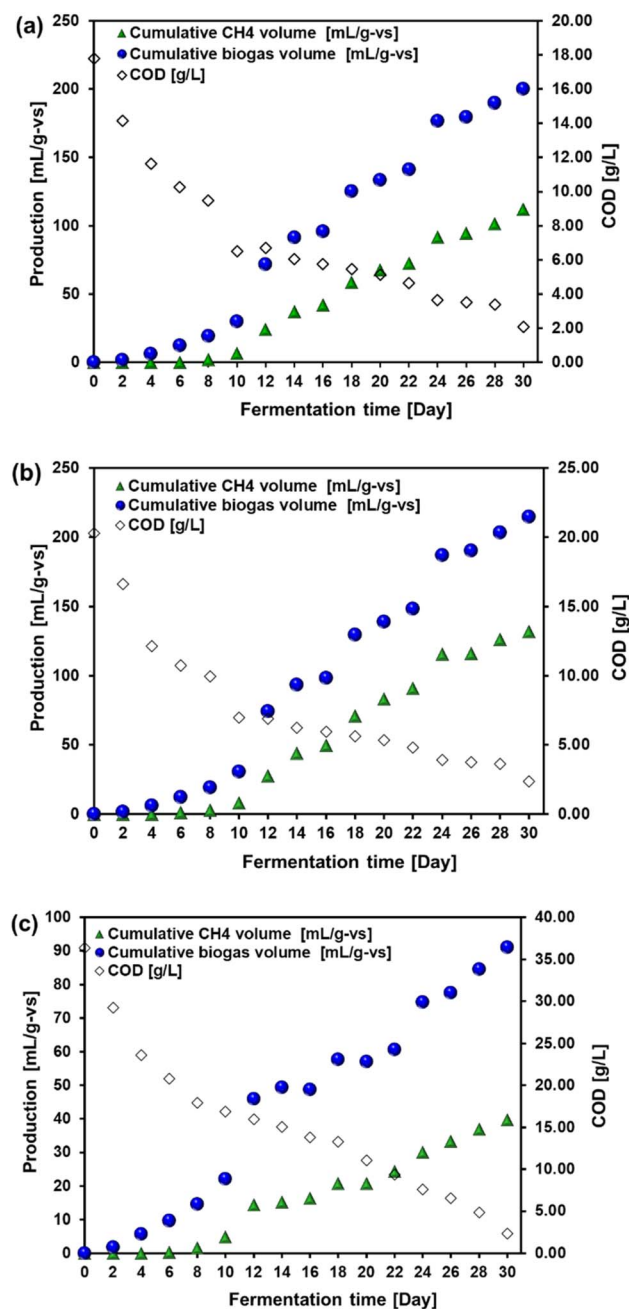 (a)
Cumulative CH4 volume [mL/g-vs]
Cumulative biogas volume [mL/g-vs]
COD [g/L]
Production [mL/g-vs]
250
200
150
100
50
0
COD [g/L]
20.00
18.00
16.00
14.00
12.00
10.00
8.00
6.00
4.00
2.00
0.00
0 2 4 6 8 10 12 14 16 18 20 22 24 26 28 30
Fermentation time [Day]
(b)
Cumulative CH4 volume [mL/g-vs]
Cumulative biogas volume [mL/g-vs]
COD [g/L]
Production [mL/g-vs]
250
200
150
100
50
0
COD [g/L]
25.00
20.00
15.00
10.00
5.00
0.00
0 2 4 6 8 10 12 14 16 18 20 22 24 26 28 30
Fermentation time [Day]
(c)
Cumulative CH4 volume [mL/g-vs]
Cumulative biogas volume [mL/g-vs]
COD [g/L]
Production [mL/g-vs]
100
90
80
70
60
50
40
30
20
10
0
COD [g/L]
40.00
35.00
30.00
25.00
20.00
15.00
10.00
5.00
0.00
0 2 4 6 8 10 12 14 16 18 20 22 24 26 28 30
Fermentation time [Day]